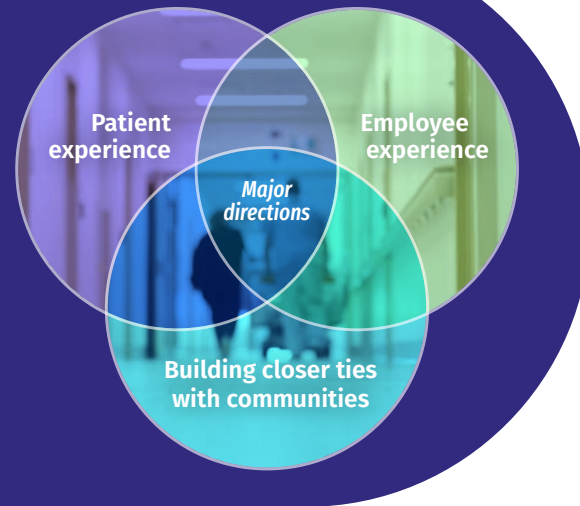 Patient
experience
Employee
experience
Major
directions
Building closer ties
with communities